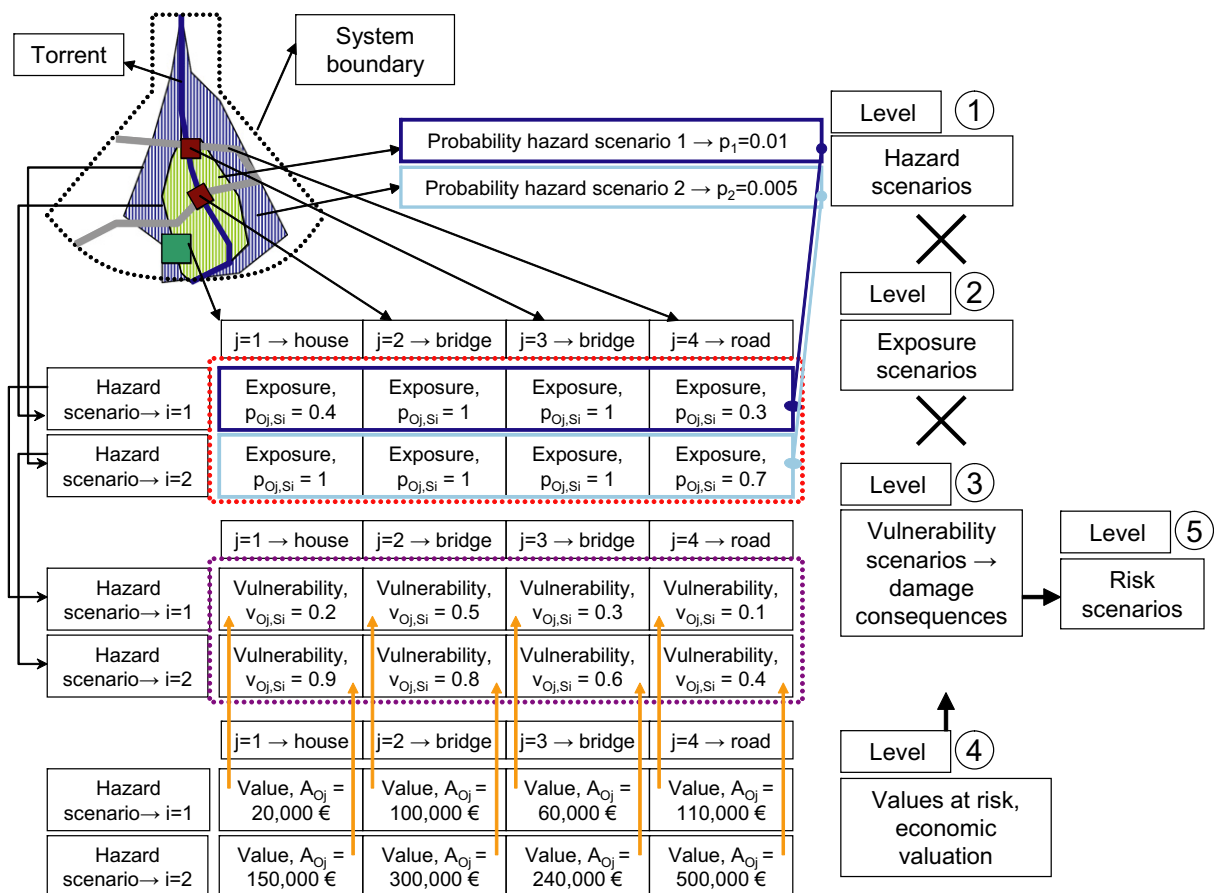 Torrent
System
boundary
Probability hazard scenario 1 → p1=0.01
Probability hazard scenario 2 → p2=0.005
Level 1
Hazard
scenarios
Level 2
Exposure
scenarios
j=1 → house j=2 → bridge j=3 → bridge j=4 → road
Hazard
scenario→ i=1
Exposure,
pOj,Si = 0.4
Exposure,
pOj,Si = 1
Exposure,
pOj,Si = 1
Exposure,
pOj,Si = 0.3
Hazard
scenario→ i=2
Exposure,
pOj,Si = 1
Exposure,
pOj,Si = 1
Exposure,
pOj,Si = 1
Exposure,
pOj,Si = 0.7
Level 3
Vulnerability
scenarios →
damage
consequences
Level 5
Risk
scenarios
j=1 → house j=2 → bridge j=3 → bridge j=4 → road
Hazard
scenario→ i=1
Vulnerability,
vOj,Si = 0.2
Vulnerability,
vOj,Si = 0.5
Vulnerability,
vOj,Si = 0.3
Vulnerability,
vOj,Si = 0.1
Hazard
scenario→ i=2
Vulnerability,
vOj,Si = 0.9
Vulnerability,
vOj,Si = 0.8
Vulnerability,
vOj,Si = 0.6
Vulnerability,
vOj,Si = 0.4
j=1 → house j=2 → bridge j=3 → bridge j=4 → road
Level 4
Values at risk,
economic
valuation
Hazard
scenario→ i=1
Value, AOj =
20,000 €
Value, AOj =
100,000 €
Value, AOj =
60,000 €
Value, AOj =
110,000 €
Hazard
scenario→ i=2
Value, AOj =
150,000 €
Value, AOj =
300,000 €
Value, AOj =
240,000 €
Value, AOj =
500,000 €